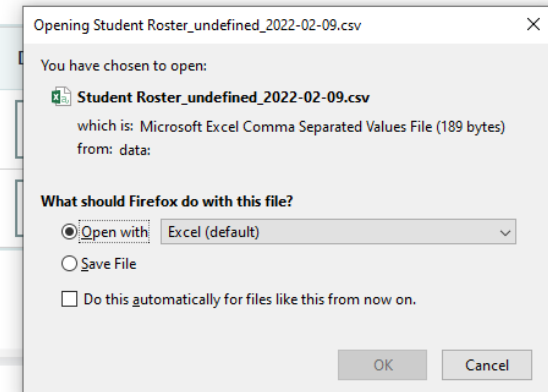 Opening Student Roster_undefined_2022-02-09.csv
You have chosen to open:
Student Roster_undefined_2022-02-09.csv
which is: Microsoft Excel Comma Separated Values File (189 bytes)
from: data:
What should Firefox do with this file?
Open with Excel (default)
Save File
Do this automatically for files like this from now on.
OK Cancel